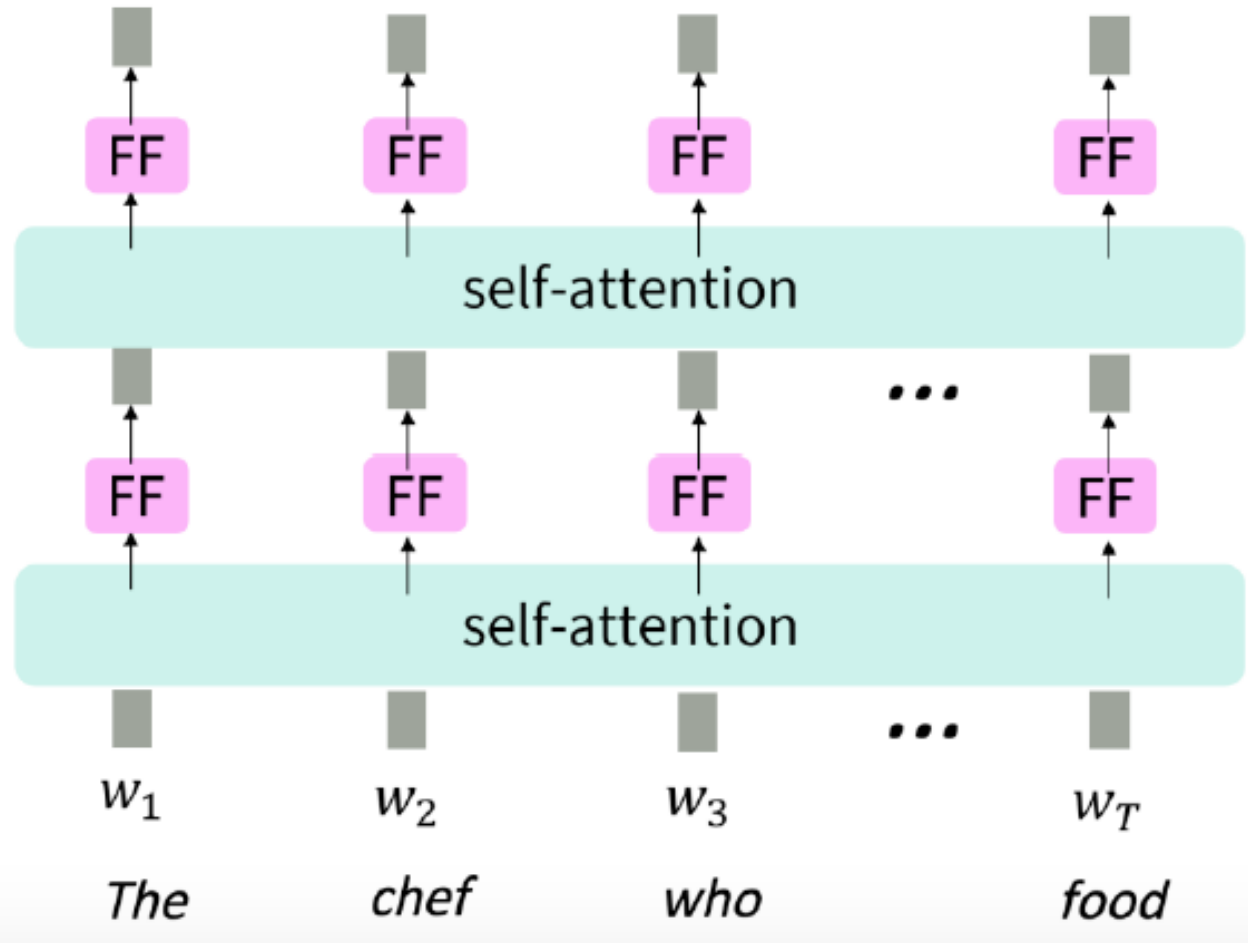 FF FF FF FF
self-attention
...
FF FF FF FF
self-attention
...
w₁ w₂ w₃ w_T
The chef who food